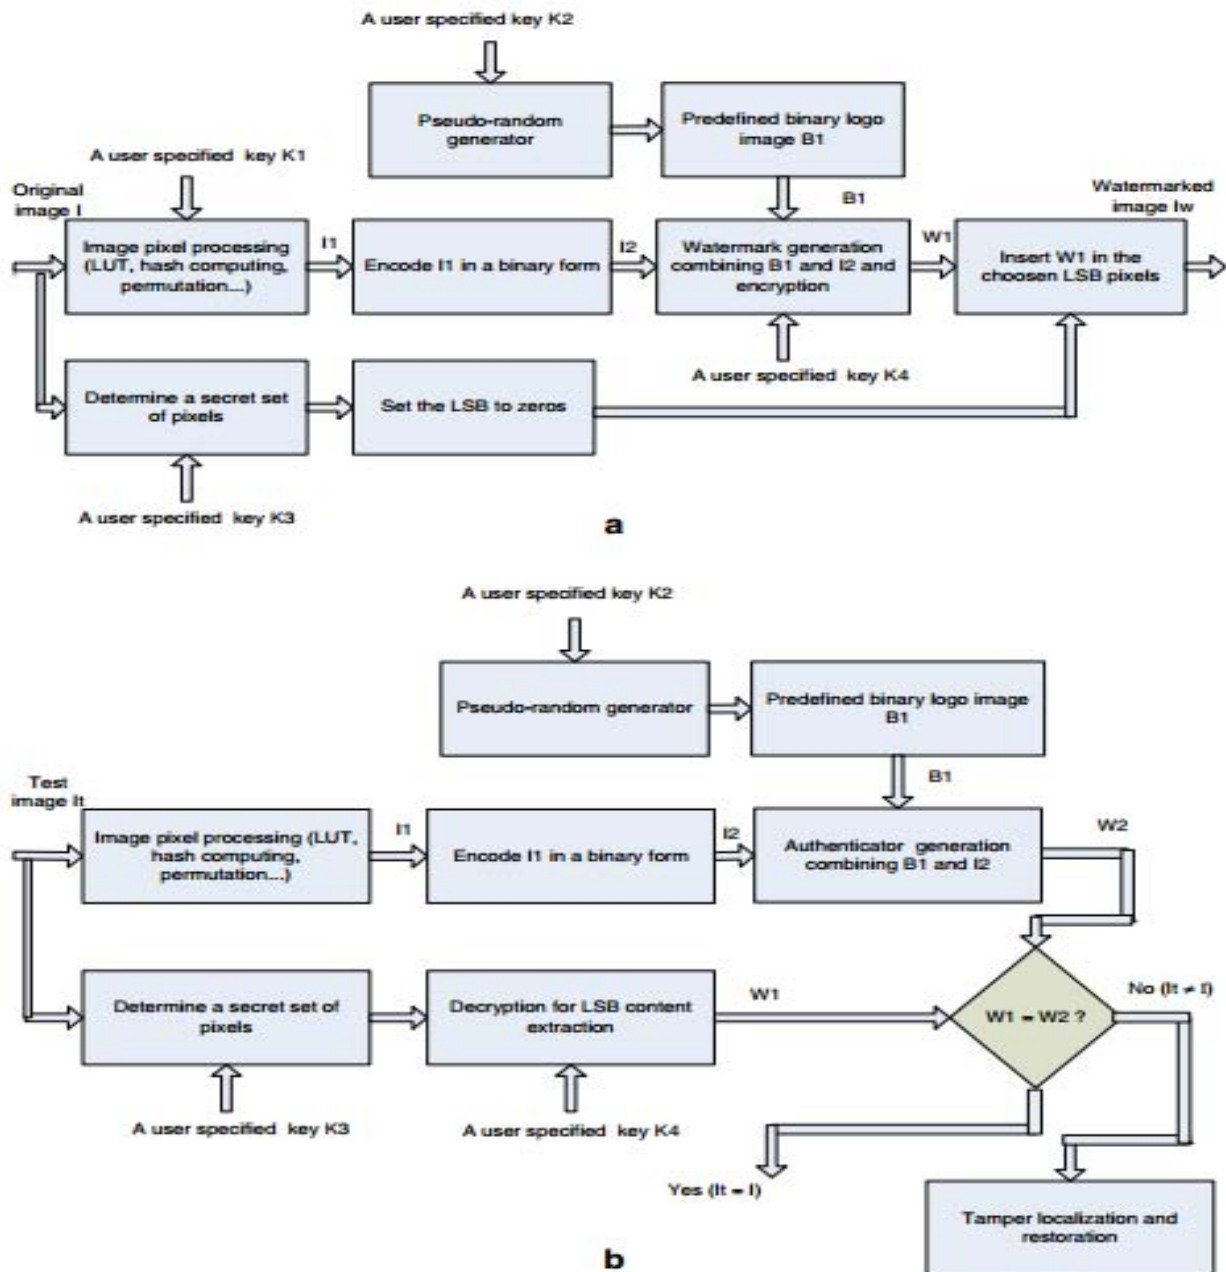 A user specified key K2
Pseudo-random
generator
Predefined binary logo
image B1
A user specified key K1
Original
image I
B1
Watermarked
image Iw
Image pixel processing
(LUT, hash computing,
permutation...)
I1
Encode I1 in a binary form
I2
Watermark generation
combining B1 and I2 and
encryption
W1
Insert W1 in the
choosen LSB pixels
A user specified key K4
Determine a secret set
of pixels
Set the LSB to zeros
A user specified key K3
a
A user specified key K2
Pseudo-random generator
Predefined binary logo image
B1
Test
image It
B1
Image pixel processing (LUT,
hash computing,
permutation...)
I1
Encode I1 in a binary form
I2
Authenticator generation
combining B1 and I2
W2
Determine a secret set of
pixels
Decryption for LSB content
extraction
W1
W1 = W2 ?
No (It ≠ I)
A user specified key K3
A user specified key K4
Yes (It = I)
Tamper localization and
restoration
b